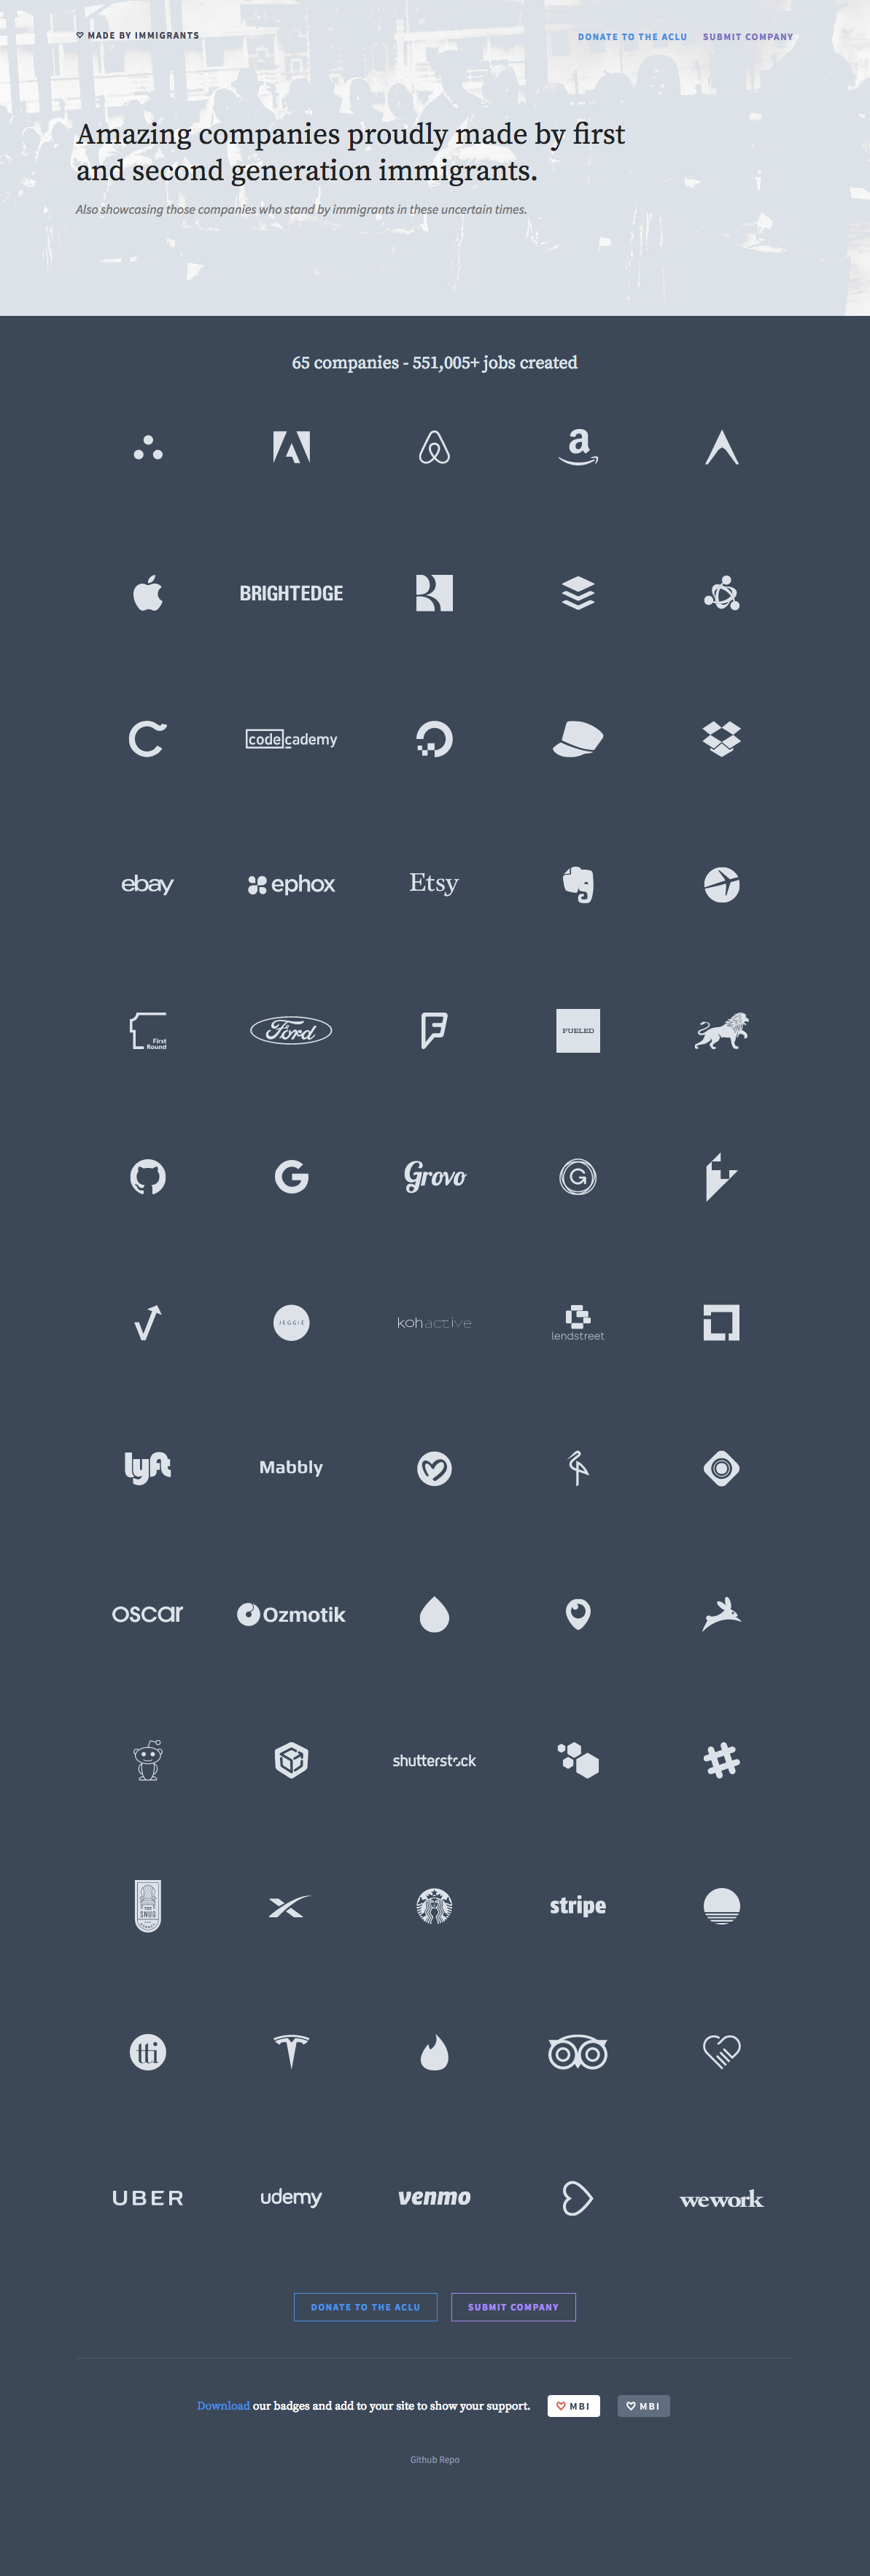 ♡ MADE BY IMMIGRANTS
DONATE TO THE ACLU SUBMIT COMPANY
Amazing companies proudly made by first
and second generation immigrants.
Also showcasing those companies who stand by immigrants in these uncertain times.
65 companies - 551,005+ jobs created
a
BRIGHTEDGE
codecademy
ebay
ephox
Etsy
First
Round
Ford
FUELED
G
Grovo
G
JEGGIE
kohactive
lendstreet
lyft
Mabbly
oscar
Ozmotik
shutterstock
THE
SNUG
stripe
tti
UBER
udemy
venmo
wework
DONATE TO THE ACLU
SUBMIT COMPANY
Download our badges and add to your site to show your support.
♡ MBI
♡ MBI
Github Repo